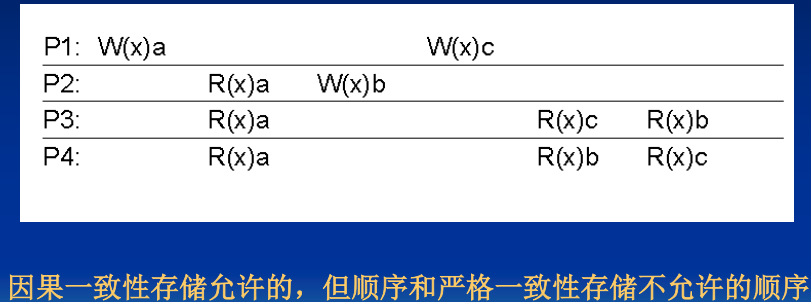 P1: W(x)a W(x)c
P2: R(x)a W(x)b
P3: R(x)a R(x)c R(x)b
P4: R(x)a R(x)b R(x)c
因果一致性存储允许的，但顺序和严格一致性存储不允许的顺序